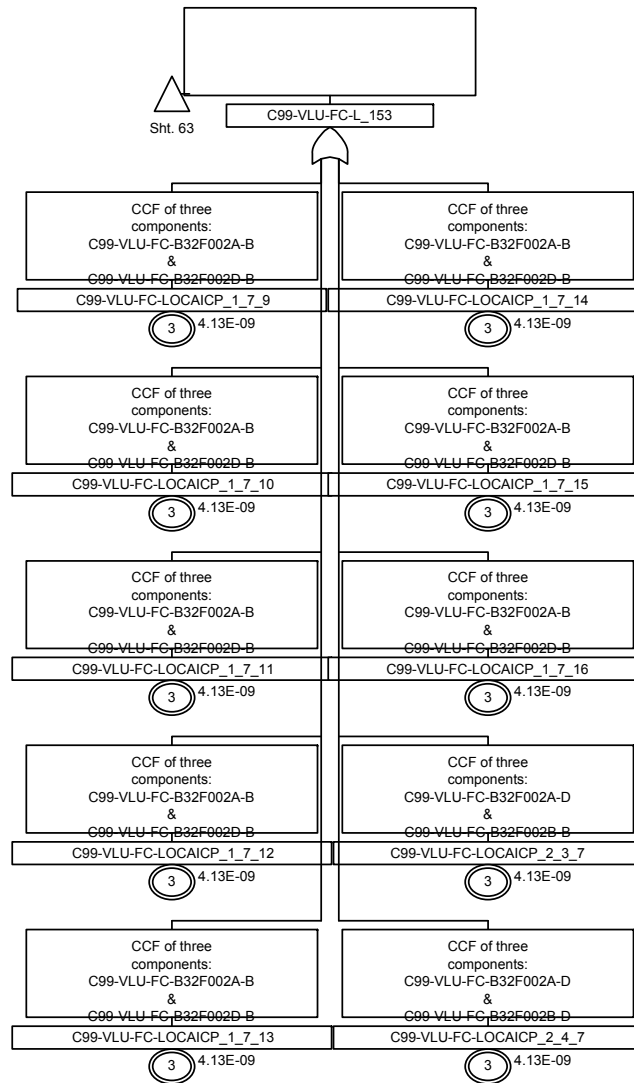 C99-VLU-FC-L_153
Sht. 63
CCF of three
components:
C99-VLU-FC-B32F002A-B
&
C99-VLU-FC-B32F002D-B
C99-VLU-FC-LOCAICP_1_7_9
3
4.13E-09
CCF of three
components:
C99-VLU-FC-B32F002A-B
&
C99-VLU-FC-B32F002D-B
C99-VLU-FC-LOCAICP_1_7_14
3
4.13E-09
CCF of three
components:
C99-VLU-FC-B32F002A-B
&
C99-VLU-FC-B32F002D-B
C99-VLU-FC-LOCAICP_1_7_10
3
4.13E-09
CCF of three
components:
C99-VLU-FC-B32F002A-B
&
C99-VLU-FC-B32F002D-B
C99-VLU-FC-LOCAICP_1_7_15
3
4.13E-09
CCF of three
components:
C99-VLU-FC-B32F002A-B
&
C99-VLU-FC-B32F002D-B
C99-VLU-FC-LOCAICP_1_7_11
3
4.13E-09
CCF of three
components:
C99-VLU-FC-B32F002A-B
&
C99-VLU-FC-B32F002D-B
C99-VLU-FC-LOCAICP_1_7_16
3
4.13E-09
CCF of three
components:
C99-VLU-FC-B32F002A-B
&
C99-VLU-FC-B32F002D-B
C99-VLU-FC-LOCAICP_1_7_12
3
4.13E-09
CCF of three
components:
C99-VLU-FC-B32F002A-D
&
C99-VLU-FC-B32F002B-B
C99-VLU-FC-LOCAICP_2_3_7
3
4.13E-09
CCF of three
components:
C99-VLU-FC-B32F002A-B
&
C99-VLU-FC-B32F002D-B
C99-VLU-FC-LOCAICP_1_7_13
3
4.13E-09
CCF of three
components:
C99-VLU-FC-B32F002A-D
&
C99-VLU-FC-B32F002B-D
C99-VLU-FC-LOCAICP_2_4_7
3
4.13E-09